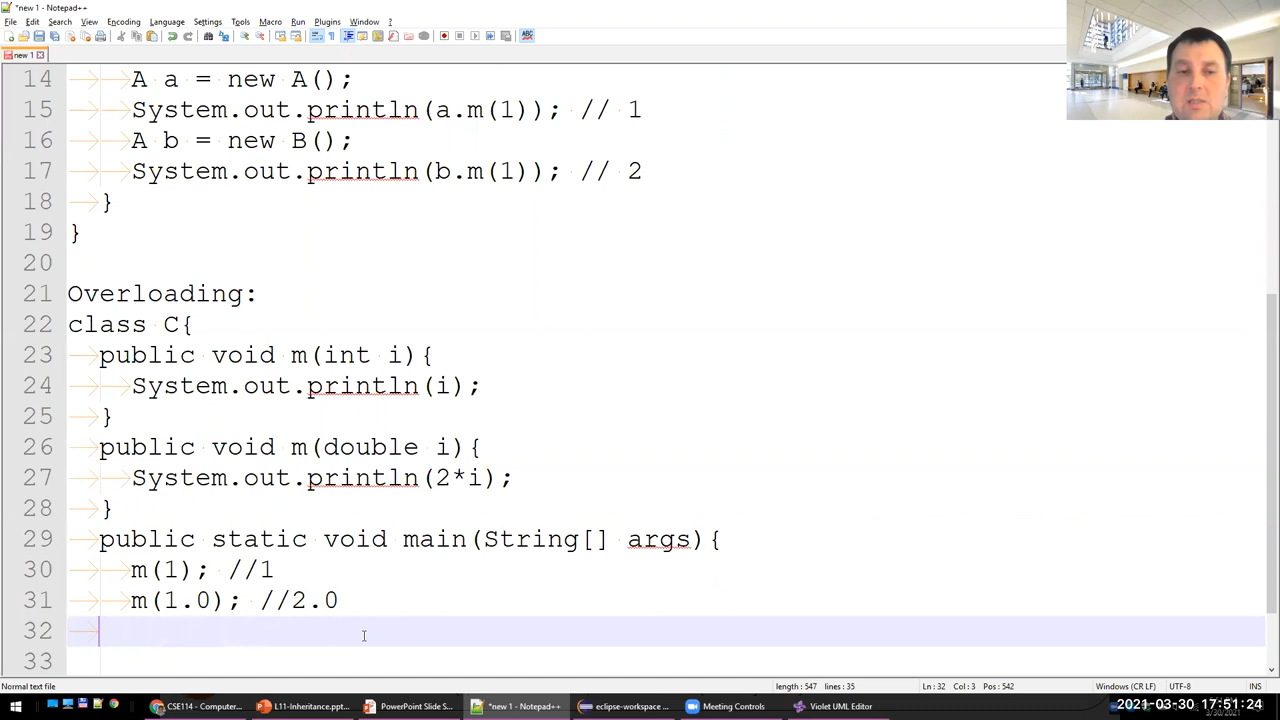 *new 1 - Notepad++
File Edit Search View Encoding Language Settings Tools Macro Run Plugins Window ?
new 1
14 A a = new A();
15 System.out.println(a.m(1)); // 1
16 A b = new B();
17 System.out.println(b.m(1)); // 2
18 }
19 }
20
21 Overloading:
22 class C{
23 public void m(int i){
24 System.out.println(i);
25 }
26 public void m(double i){
27 System.out.println(2*i);
28 }
29 public static void main(String[] args){
30 m(1); //1
31 m(1.0); //2.0
32
33
Normal text file length : 547 lines : 35 Ln : 32 Col : 3 Pos : 542 Windows (CR LF) UTF-8 INS
CSE114 - Computer... L11-Inheritance.ppt... PowerPoint Slide S... *new 1 - Notepad++ eclipse-workspace ... Meeting Controls Violet UML Editor 2021-03-30 17:51:24
3/30/2021